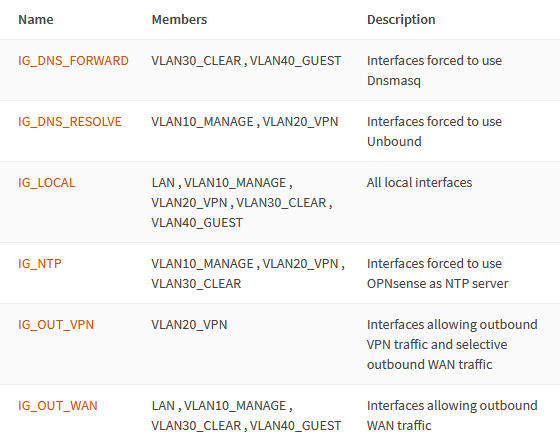 Name Members Description
IG_DNS_FORWARD VLAN30_CLEAR , VLAN40_GUEST Interfaces forced to use
Dnsmasq
IG_DNS_RESOLVE VLAN10_MANAGE , VLAN20_VPN Interfaces forced to use
Unbound
IG_LOCAL LAN , VLAN10_MANAGE , All local interfaces
VLAN20_VPN , VLAN30_CLEAR ,
VLAN40_GUEST
IG_NTP VLAN10_MANAGE , VLAN20_VPN , Interfaces forced to use
VLAN30_CLEAR OPNsense as NTP server
IG_OUT_VPN VLAN20_VPN Interfaces allowing outbound
VPN traffic and selective
outbound WAN traffic
IG_OUT_WAN LAN , VLAN10_MANAGE , Interfaces allowing outbound
VLAN30_CLEAR , VLAN40_GUEST WAN traffic